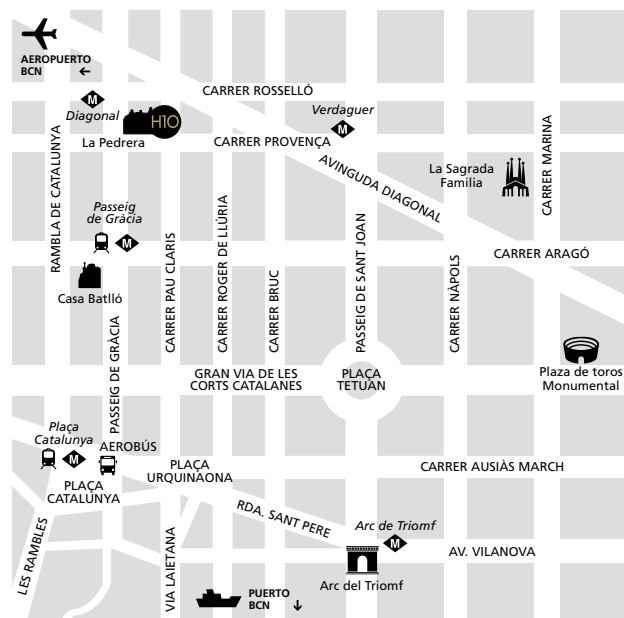 AEROPUERTO
BCN ←
CARRER ROSSELLÓ
M
Diagonal
H10
La Pedrera
Verdaguer
M
CARRER PROVENÇA
AVINGUDA DIAGONAL
La Sagrada
Familia
CARRER MARINA
RAMBLA DE CATALUNYA
Passeig
de Gràcia
M
Casa Batlló
CARRER PAU CLARIS
CARRER ROGER DE LLÚRIA
CARRER BRUC
PASSEIG DE SANT JOAN
CARRER NÀPOLS
CARRER ARAGÓ
PASSEIG DE GRÀCIA
GRAN VIA DE LES
CORTS CATALANES
PLAÇA
TETUAN
Plaza de toros
Monumental
Plaça
Catalunya
M
AEROBÚS
PLAÇA
CATALUNYA
PLAÇA
URQUINAONA
CARRER AUSIÀS MARCH
RDA. SANT PERE
Arc de Triomf
M
AV. VILANOVA
LES RAMBLES
VIA LAIETANA
Arc del Triomf
PUERTO
BCN ↓